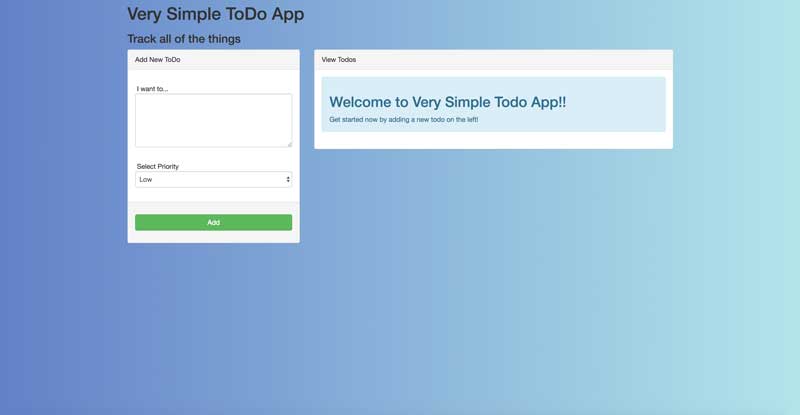 Very Simple ToDo App
Track all of the things
Add New ToDo
I want to...
Select Priority
Low
Add
View Todos
Welcome to Very Simple Todo App!!
Get started now by adding a new todo on the left!